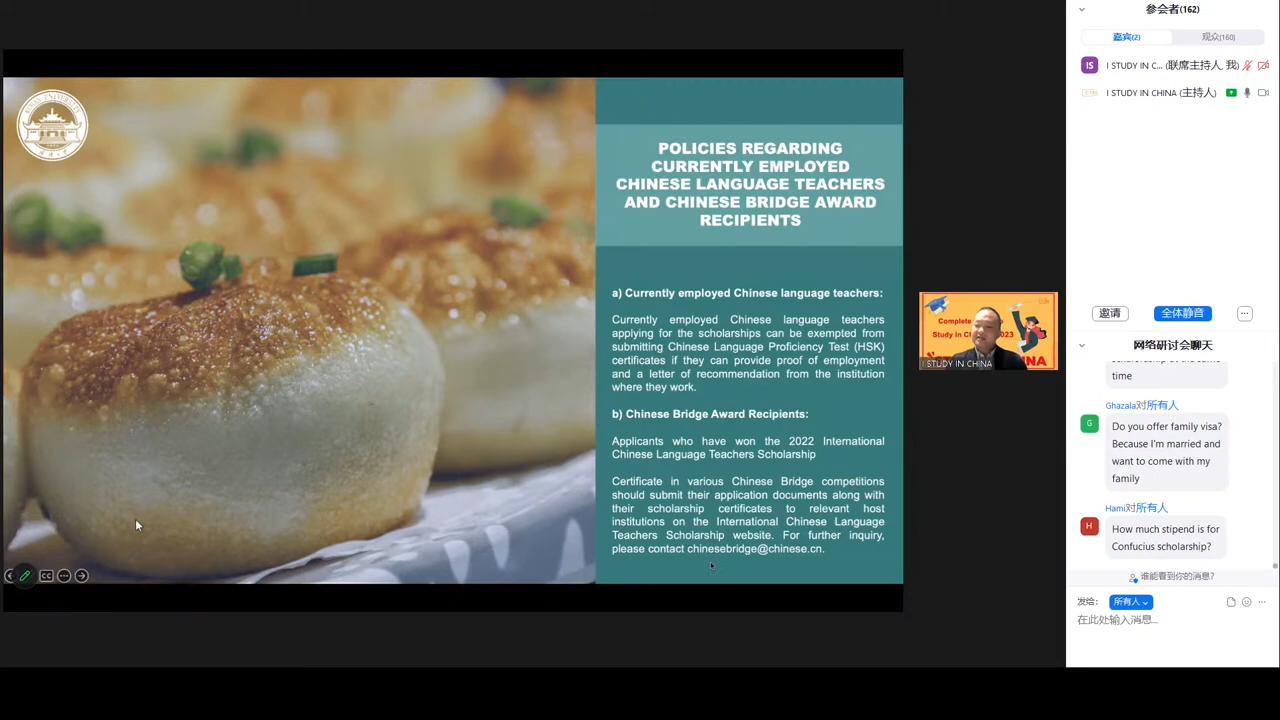 POLICIES REGARDING
CURRENTLY EMPLOYED
CHINESE LANGUAGE TEACHERS
AND CHINESE BRIDGE AWARD
RECIPIENTS
a) Currently employed Chinese language teachers:
Currently employed Chinese language teachers
applying for the scholarships can be exempted from
submitting Chinese Language Proficiency Test (HSK)
certificates if they can provide proof of employment
and a letter of recommendation from the institution
where they work.
b) Chinese Bridge Award Recipients:
Applicants who have won the 2022 International
Chinese Language Teachers Scholarship
Certificate in various Chinese Bridge competitions
should submit their application documents along with
their scholarship certificates to relevant host
institutions on the International Chinese Language
Teachers Scholarship website. For further inquiry,
please contact chinesebridge@chinese.cn.
CC
Complete
Study In Ch
2023
INA
I STUDY IN CHINA
参会者(162)
嘉宾(2)
观众(160)
IS
I STUDY IN C... (联席主持人, 我)
I STUDY IN CHINA (主持人)
邀请
全体静音
网络研讨会聊天
time
Ghazala对所有人
G
Do you offer family visa?
Because I'm married and
want to come with my
family
Hami对所有人
H
How much stipend is for
Confucius scholarship?
谁能看到你的消息?
发给:
所有人
在此处输入消息...